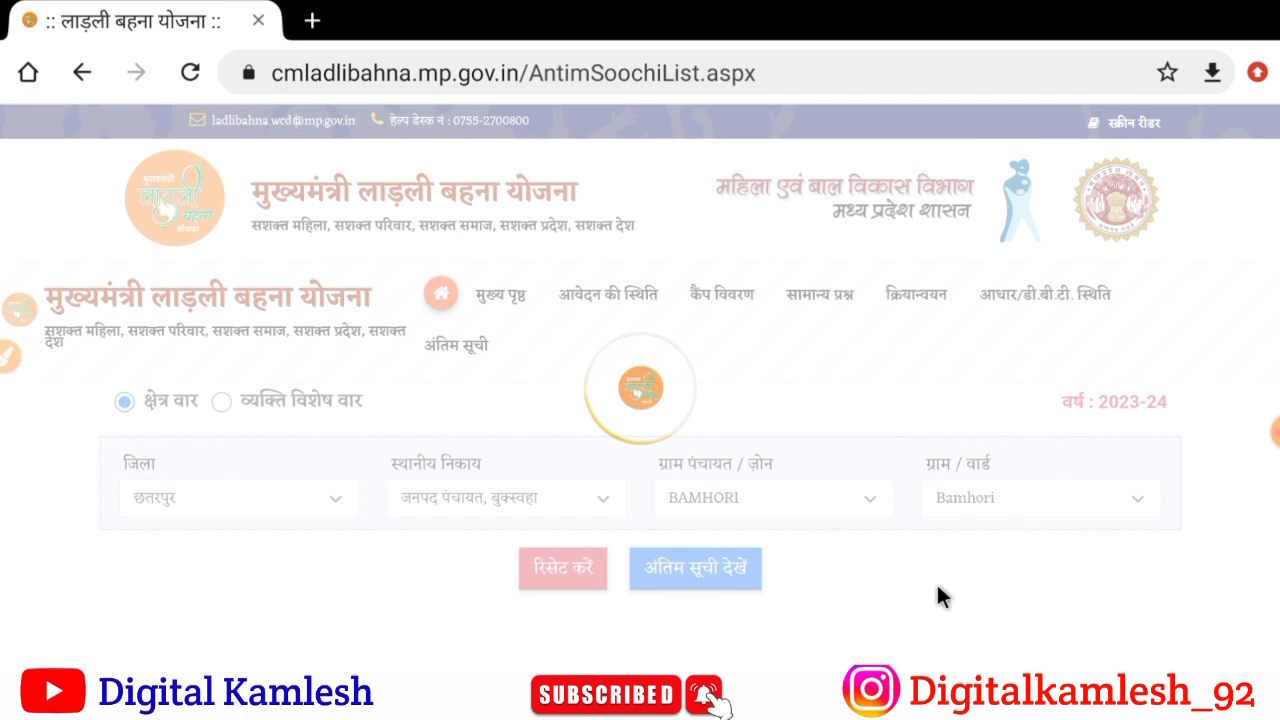 :: लाड़ली बहना योजना ::
cmladlibahna.mp.gov.in/AntimSoochiList.aspx
ladlibahna.wcd@mp.gov.in हेल्प डेस्क नं : 0755-2700800 स्क्रीन रीडर
मुख्यमंत्री लाड़ली बहना योजना
सशक्त महिला, सशक्त परिवार, सशक्त समाज, सशक्त प्रदेश, सशक्त देश
महिला एवं बाल विकास विभाग
मध्य प्रदेश शासन
मुख्यमंत्री लाड़ली बहना योजना
सशक्त महिला, सशक्त परिवार, सशक्त समाज, सशक्त प्रदेश, सशक्त
देश
मुख्य पृष्ठ आवेदन की स्थिति कैंप विवरण सामान्य प्रश्न क्रियान्वयन आधार/डी.बी.टी. स्थिति
अंतिम सूची
क्षेत्र वार व्यक्ति विशेष वार वर्ष : 2023-24
जिला स्थानीय निकाय ग्राम पंचायत / ज़ोन ग्राम / वार्ड
छतरपुर जनपद पंचायत, बुक्स्वहा BAMHORI Bamhori
रिसेट करें अंतिम सूची देखें
Digital Kamlesh SUBSCRIBED Digitalkamlesh_92